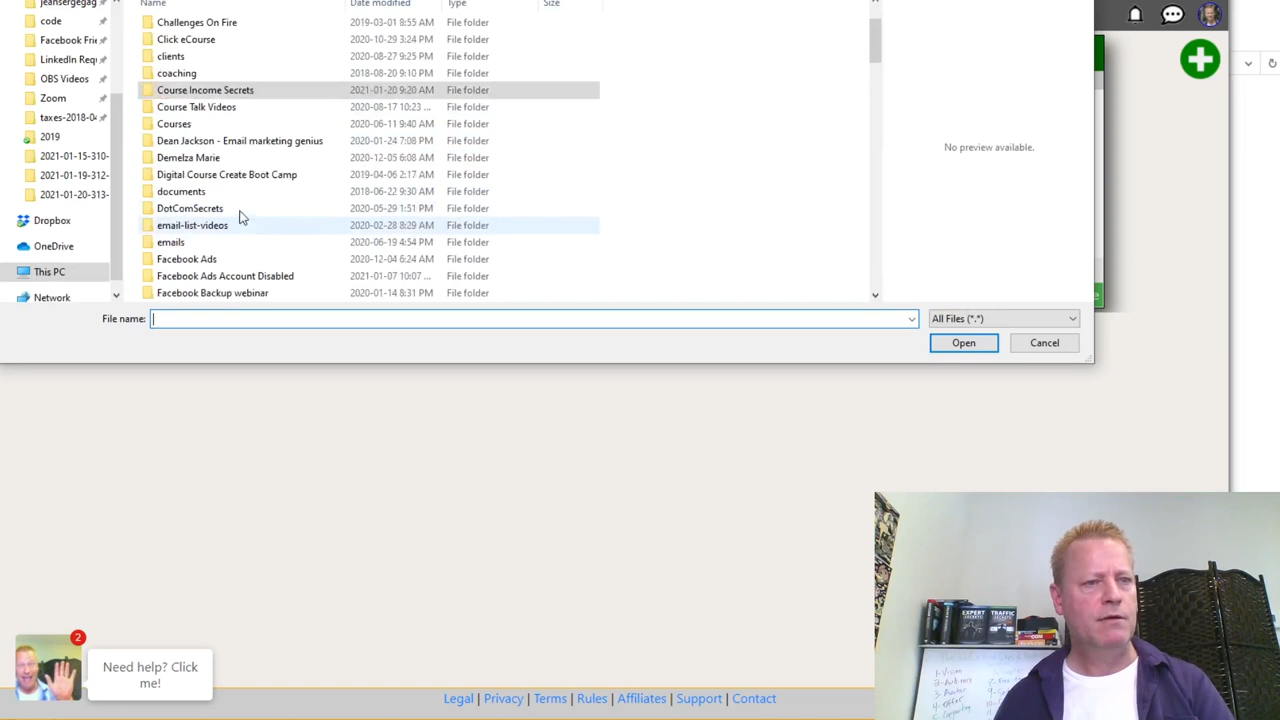 jeansergegag
code
Facebook Frie
LinkedIn Requ
OBS Videos
Zoom
taxes-2018-04
2019
2021-01-15-310-
2021-01-19-312-
2021-01-20-313-
Dropbox
OneDrive
This PC
Network
Name Date modified Type Size
Challenges On Fire 2019-03-01 8:55 AM File folder
Click eCourse 2020-10-29 3:24 PM File folder
clients 2020-08-27 9:25 PM File folder
coaching 2018-08-20 9:10 PM File folder
Course Income Secrets 2021-01-20 9:20 AM File folder
Course Talk Videos 2020-08-17 10:23 ... File folder
Courses 2020-06-11 9:40 AM File folder
Dean Jackson - Email marketing genius 2020-01-24 7:08 PM File folder
Demelza Marie 2020-12-05 6:08 AM File folder
Digital Course Create Boot Camp 2019-04-06 2:17 AM File folder
documents 2018-06-22 9:30 AM File folder
DotComSecrets 2020-05-29 1:51 PM File folder
email-list-videos 2020-02-28 8:29 AM File folder
emails 2020-06-19 4:54 PM File folder
Facebook Ads 2020-12-04 6:24 AM File folder
Facebook Ads Account Disabled 2021-01-07 10:07 ... File folder
Facebook Backup webinar 2020-01-14 8:31 PM File folder
No preview available.
File name: All Files (*.*)
Open Cancel
EXPERT SECRETS
TRAFFIC SECRETS
2
Need help? Click
me!
Legal | Privacy | Terms | Rules | Affiliates | Support | Contact